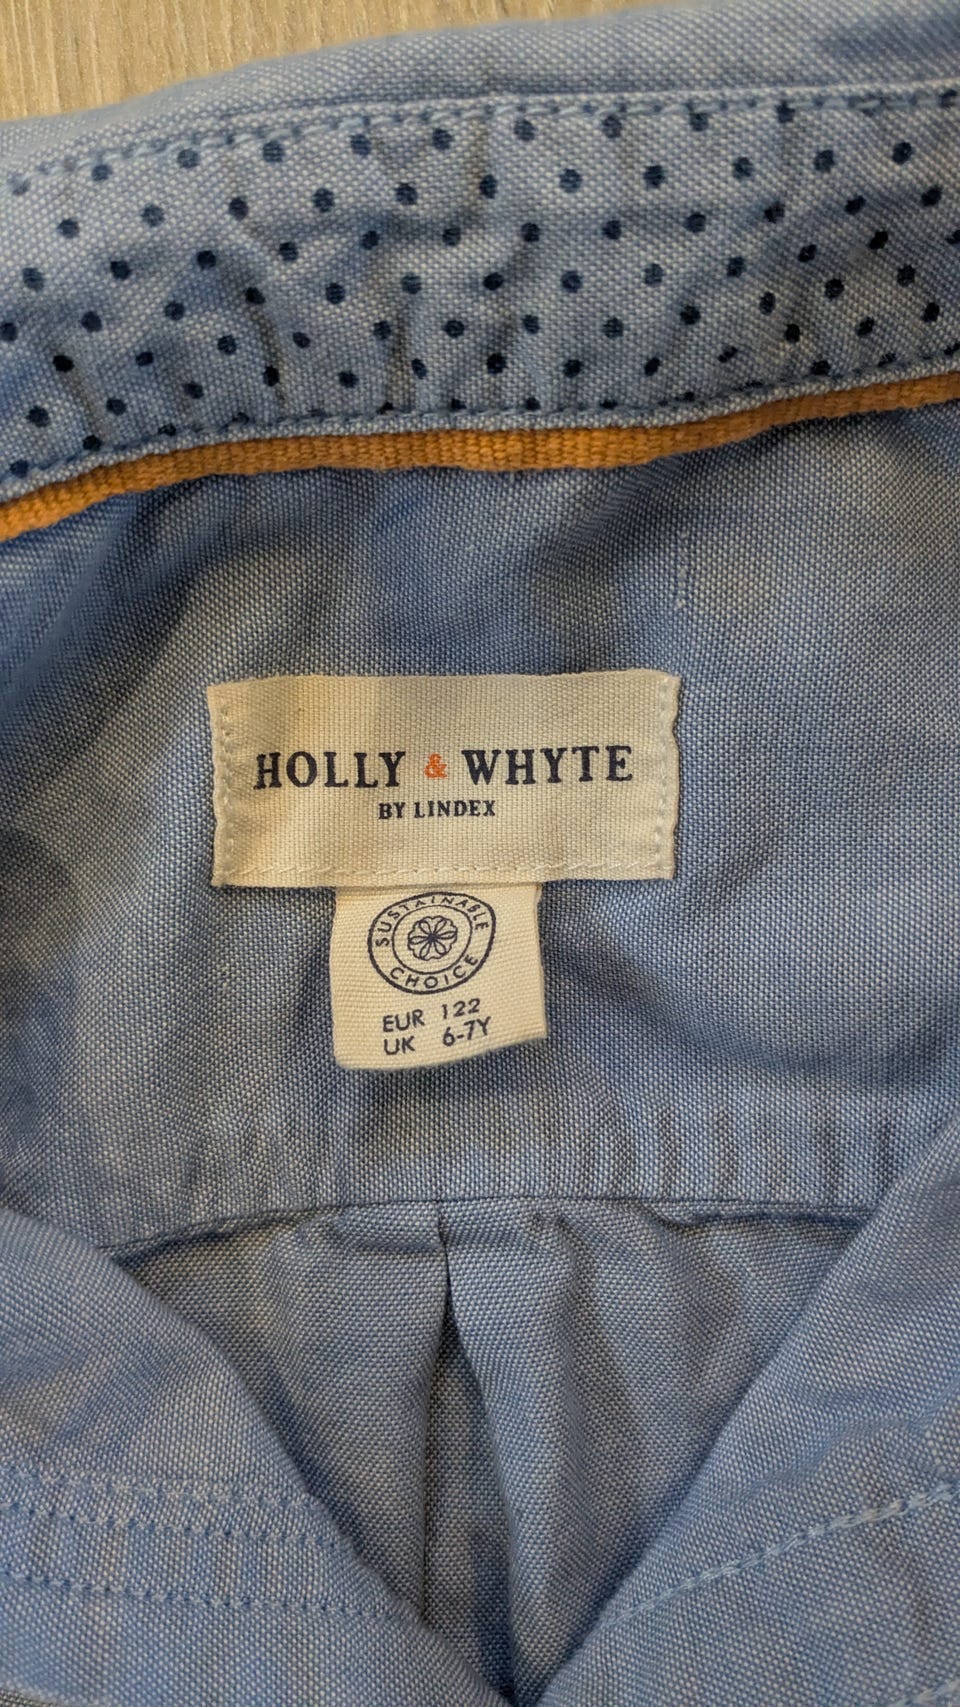 HOLLY & WHYTE
BY LINDEX
SUSTAINABLE
CHOICE
EUR 122
UK 6-7Y